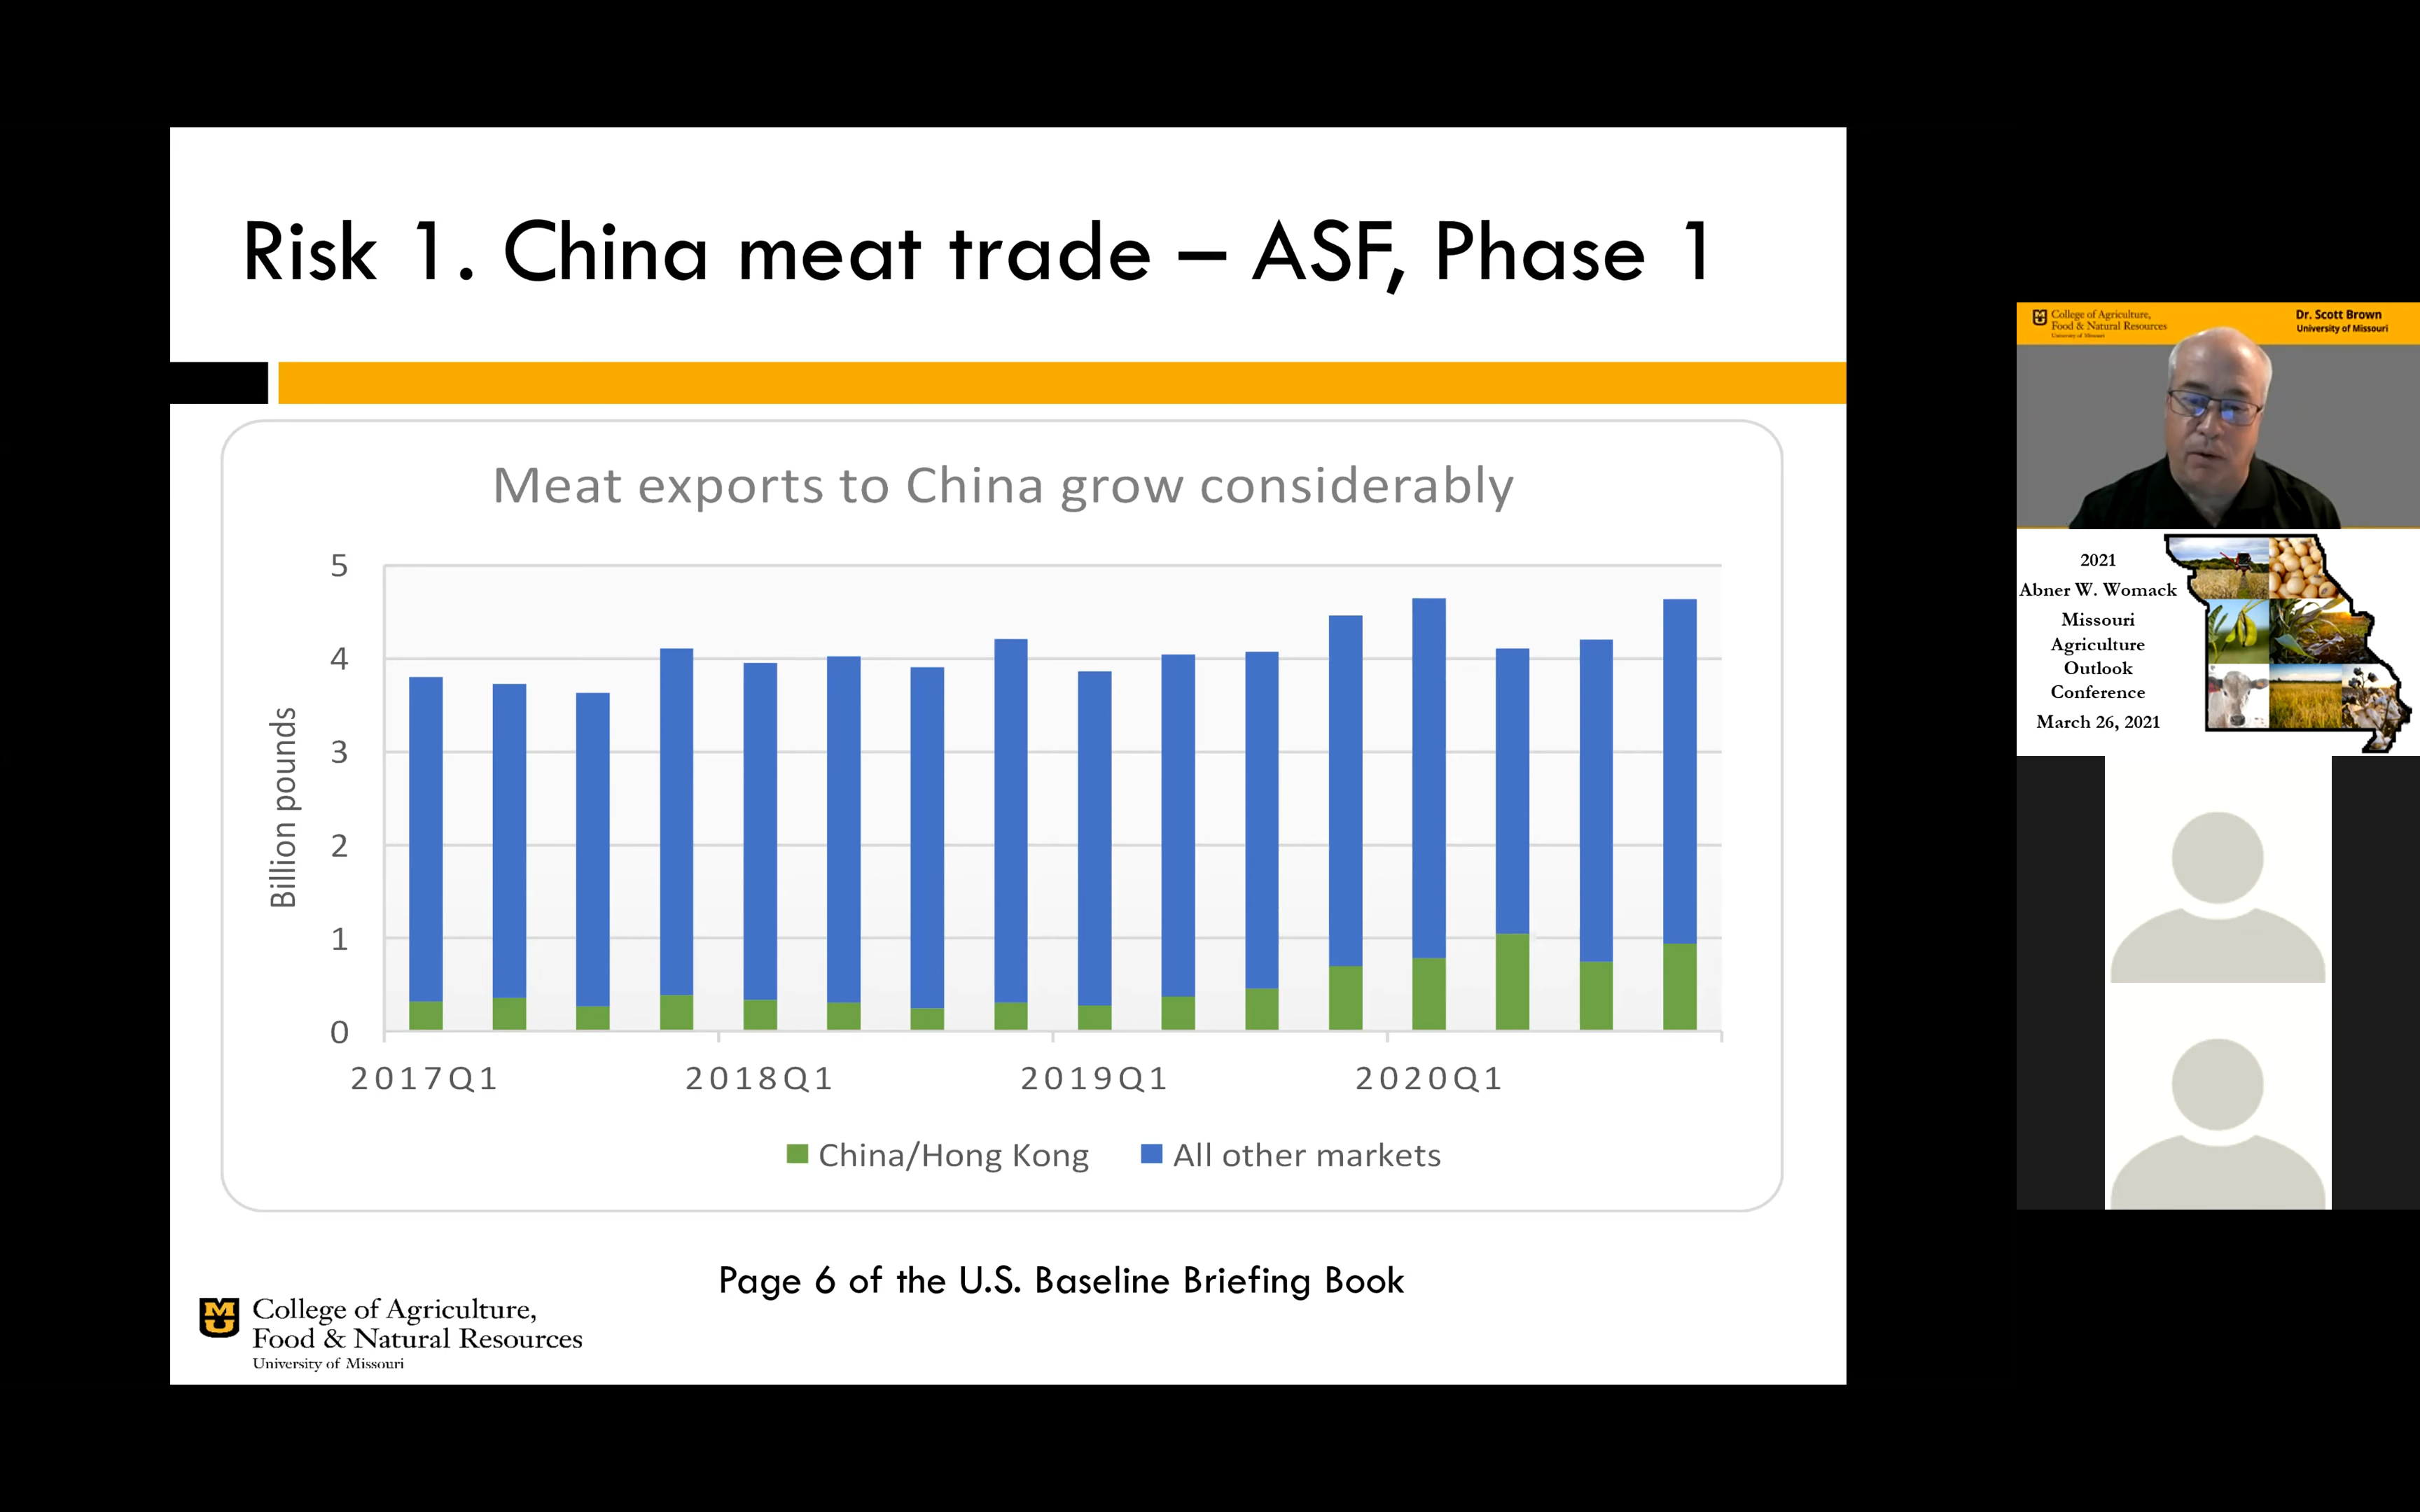 Risk 1. China meat trade – ASF, Phase 1
Meat exports to China grow considerably
Billion pounds
5
4
3
2
1
0
2017Q1
2018Q1
2019Q1
2020Q1
China/Hong Kong
All other markets
Page 6 of the U.S. Baseline Briefing Book
College of Agriculture,
Food & Natural Resources
University of Missouri
College of Agriculture,
Food & Natural Resources
University of Missouri
Dr. Scott Brown
University of Missouri
2021
Abner W. Womack
Missouri
Agriculture
Outlook
Conference
March 26, 2021